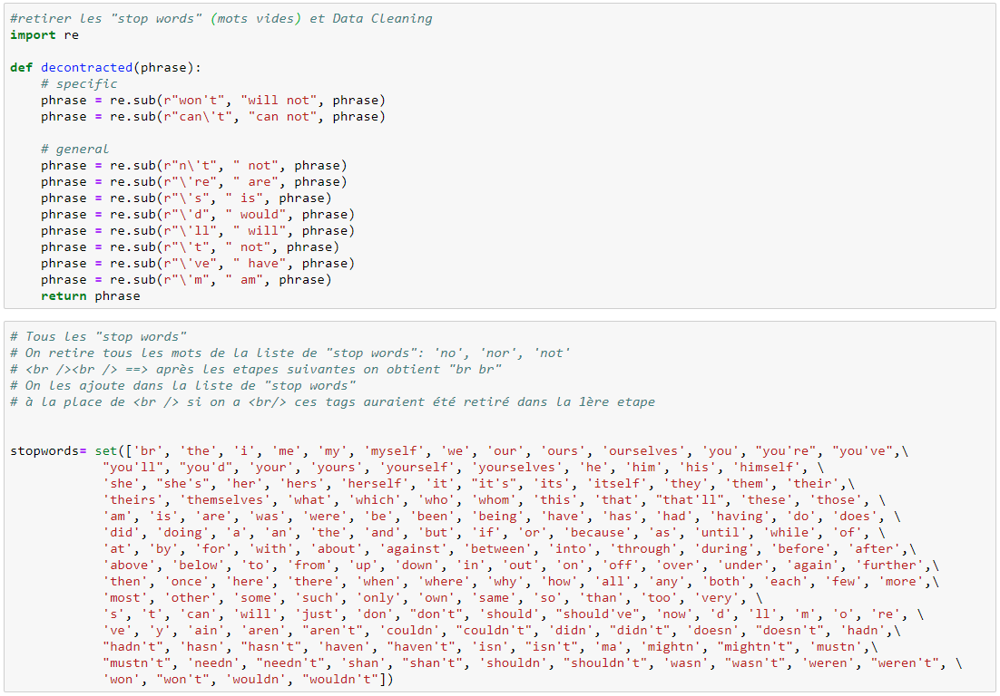 #retirer les "stop words" (mots vides) et Data Cleaning
import re
def decontracted(phrase):
    # specific
    phrase = re.sub(r"won't", "will not", phrase)
    phrase = re.sub(r"can\'t", "can not", phrase)
    # general
    phrase = re.sub(r"n\'t", " not", phrase)
    phrase = re.sub(r"\'re", " are", phrase)
    phrase = re.sub(r"\'s", " is", phrase)
    phrase = re.sub(r"\'d", " would", phrase)
    phrase = re.sub(r"\'ll", " will", phrase)
    phrase = re.sub(r"\'t", " not", phrase)
    phrase = re.sub(r"\'ve", " have", phrase)
    phrase = re.sub(r"\'m", " am", phrase)
    return phrase
# Tous les "stop words"
# On retire tous les mots de la liste de "stop words": 'no', 'nor', 'not'
# <br /><br /> ==> après les etapes suivantes on obtient "br br"
# On les ajoute dans la liste de "stop words"
# à la place de <br /> si on a <br/> ces tags auraient été retiré dans la 1ère etape
stopwords= set(['br', 'the', 'i', 'me', 'my', 'myself', 'we', 'our', 'ours', 'ourselves', 'you', "you're", "you've",\
            "you'll", "you'd", 'your', 'yours', 'yourself', 'yourselves', 'he', 'him', 'his', 'himself', \
            'she', "she's", 'her', 'hers', 'herself', 'it', "it's", 'its', 'itself', 'they', 'them', 'their',\
            'theirs', 'themselves', 'what', 'which', 'who', 'whom', 'this', 'that', "that'll", 'these', 'those', \
            'am', 'is', 'are', 'was', 'were', 'be', 'been', 'being', 'have', 'has', 'had', 'having', 'do', 'does', \
            'did', 'doing', 'a', 'an', 'the', 'and', 'but', 'if', 'or', 'because', 'as', 'until', 'while', 'of', \
            'at', 'by', 'for', 'with', 'about', 'against', 'between', 'into', 'through', 'during', 'before', 'after',\
            'above', 'below', 'to', 'from', 'up', 'down', 'in', 'out', 'on', 'off', 'over', 'under', 'again', 'further',\
            'then', 'once', 'here', 'there', 'when', 'where', 'why', 'how', 'all', 'any', 'both', 'each', 'few', 'more',\
            'most', 'other', 'some', 'such', 'only', 'own', 'same', 'so', 'than', 'too', 'very', \
            's', 't', 'can', 'will', 'just', 'don', "don't", 'should', "should've", 'now', 'd', 'll', 'm', 'o', 're', \
            've', 'y', 'ain', 'aren', "aren't", 'couldn', "couldn't", 'didn', "didn't", 'doesn', "doesn't", 'hadn',\
            "hadn't", 'hasn', "hasn't", 'haven', "haven't", 'isn', "isn't", 'ma', 'mightn', "mightn't", 'mustn',\
            "mustn't", 'needn', "needn't", 'shan', "shan't", 'shouldn', "shouldn't", 'wasn', "wasn't", 'weren', "weren't", \
            'won', "won't", 'wouldn', "wouldn't"])